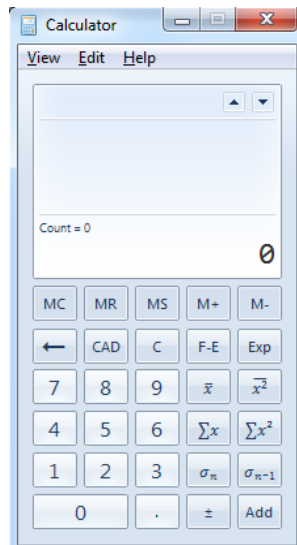 Calculator
View Edit Help
Count = 0
0
MC MR MS M+ M-
← CAD C F-E Exp
7 8 9 x̅ x̅²
4 5 6 ∑x ∑x²
1 2 3 σₙ σₙ₋₁
0 . ± Add